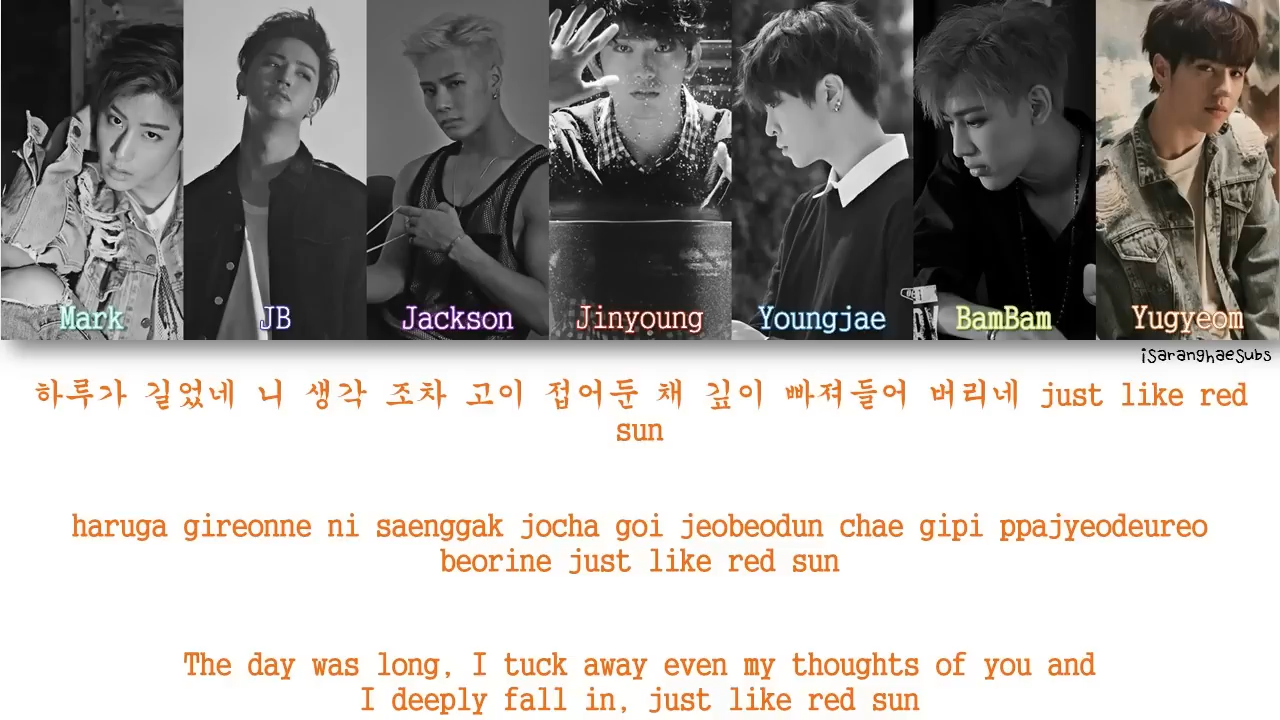 Mark
JB
Jackson
Jinyoung
Youngjae
BamBam
Yugyeom
iSaranghaeSubs
하루가 길었네 니 생각 조차 고이 접어둔 채 깊이 빠져들어 버리네 just like red
sun
haruga gireonne ni saenggak jocha goi jeobeodun chae gipi ppajyeodeureo
beorine just like red sun
The day was long, I tuck away even my thoughts of you and
I deeply fall in, just like red sun